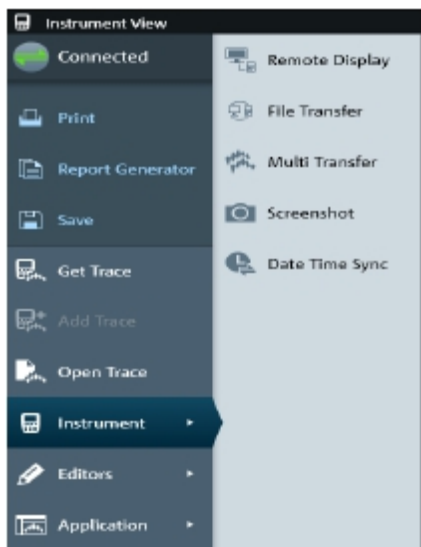 Instrument View
Connected
Print
Report Generator
Save
Get Trace
Add Trace
Open Trace
Instrument
Editors
Application
Remote Display
File Transfer
Multi Transfer
Screenshot
Date Time Sync